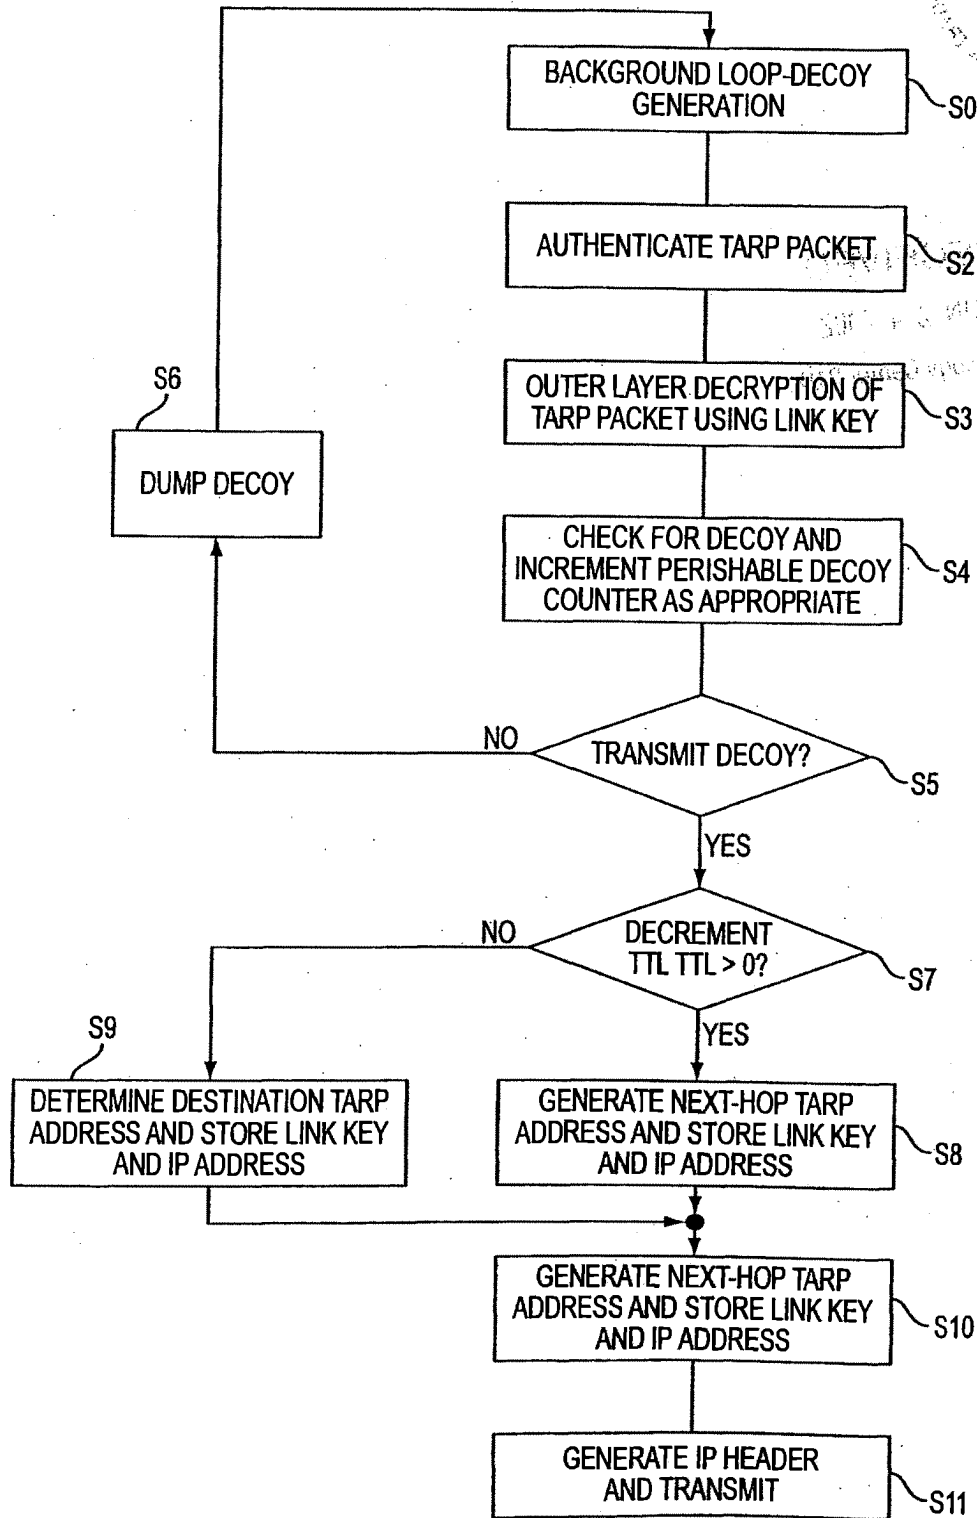 BACKGROUND LOOP-DECOY
GENERATION
S0
AUTHENTICATE TARP PACKET
S2
OUTER LAYER DECRYPTION OF
TARP PACKET USING LINK KEY
S3
S6
DUMP DECOY
CHECK FOR DECOY AND
INCREMENT PERISHABLE DECOY
COUNTER AS APPROPRIATE
S4
NO
TRANSMIT DECOY?
S5
YES
NO
DECREMENT
TTL TTL > 0?
S7
YES
S9
DETERMINE DESTINATION TARP
ADDRESS AND STORE LINK KEY
AND IP ADDRESS
GENERATE NEXT-HOP TARP
ADDRESS AND STORE LINK KEY
AND IP ADDRESS
S8
GENERATE NEXT-HOP TARP
ADDRESS AND STORE LINK KEY
AND IP ADDRESS
S10
GENERATE IP HEADER
AND TRANSMIT
S11